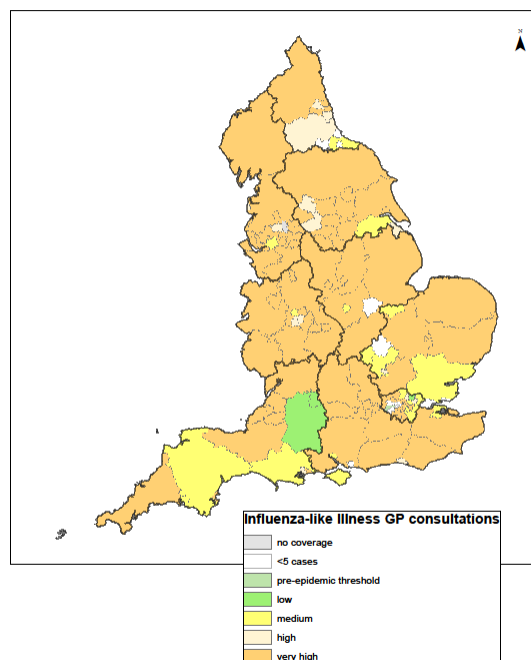 N
Influenza-like Illness GP consultations
no coverage
<5 cases
pre-epidemic threshold
low
medium
high
very high